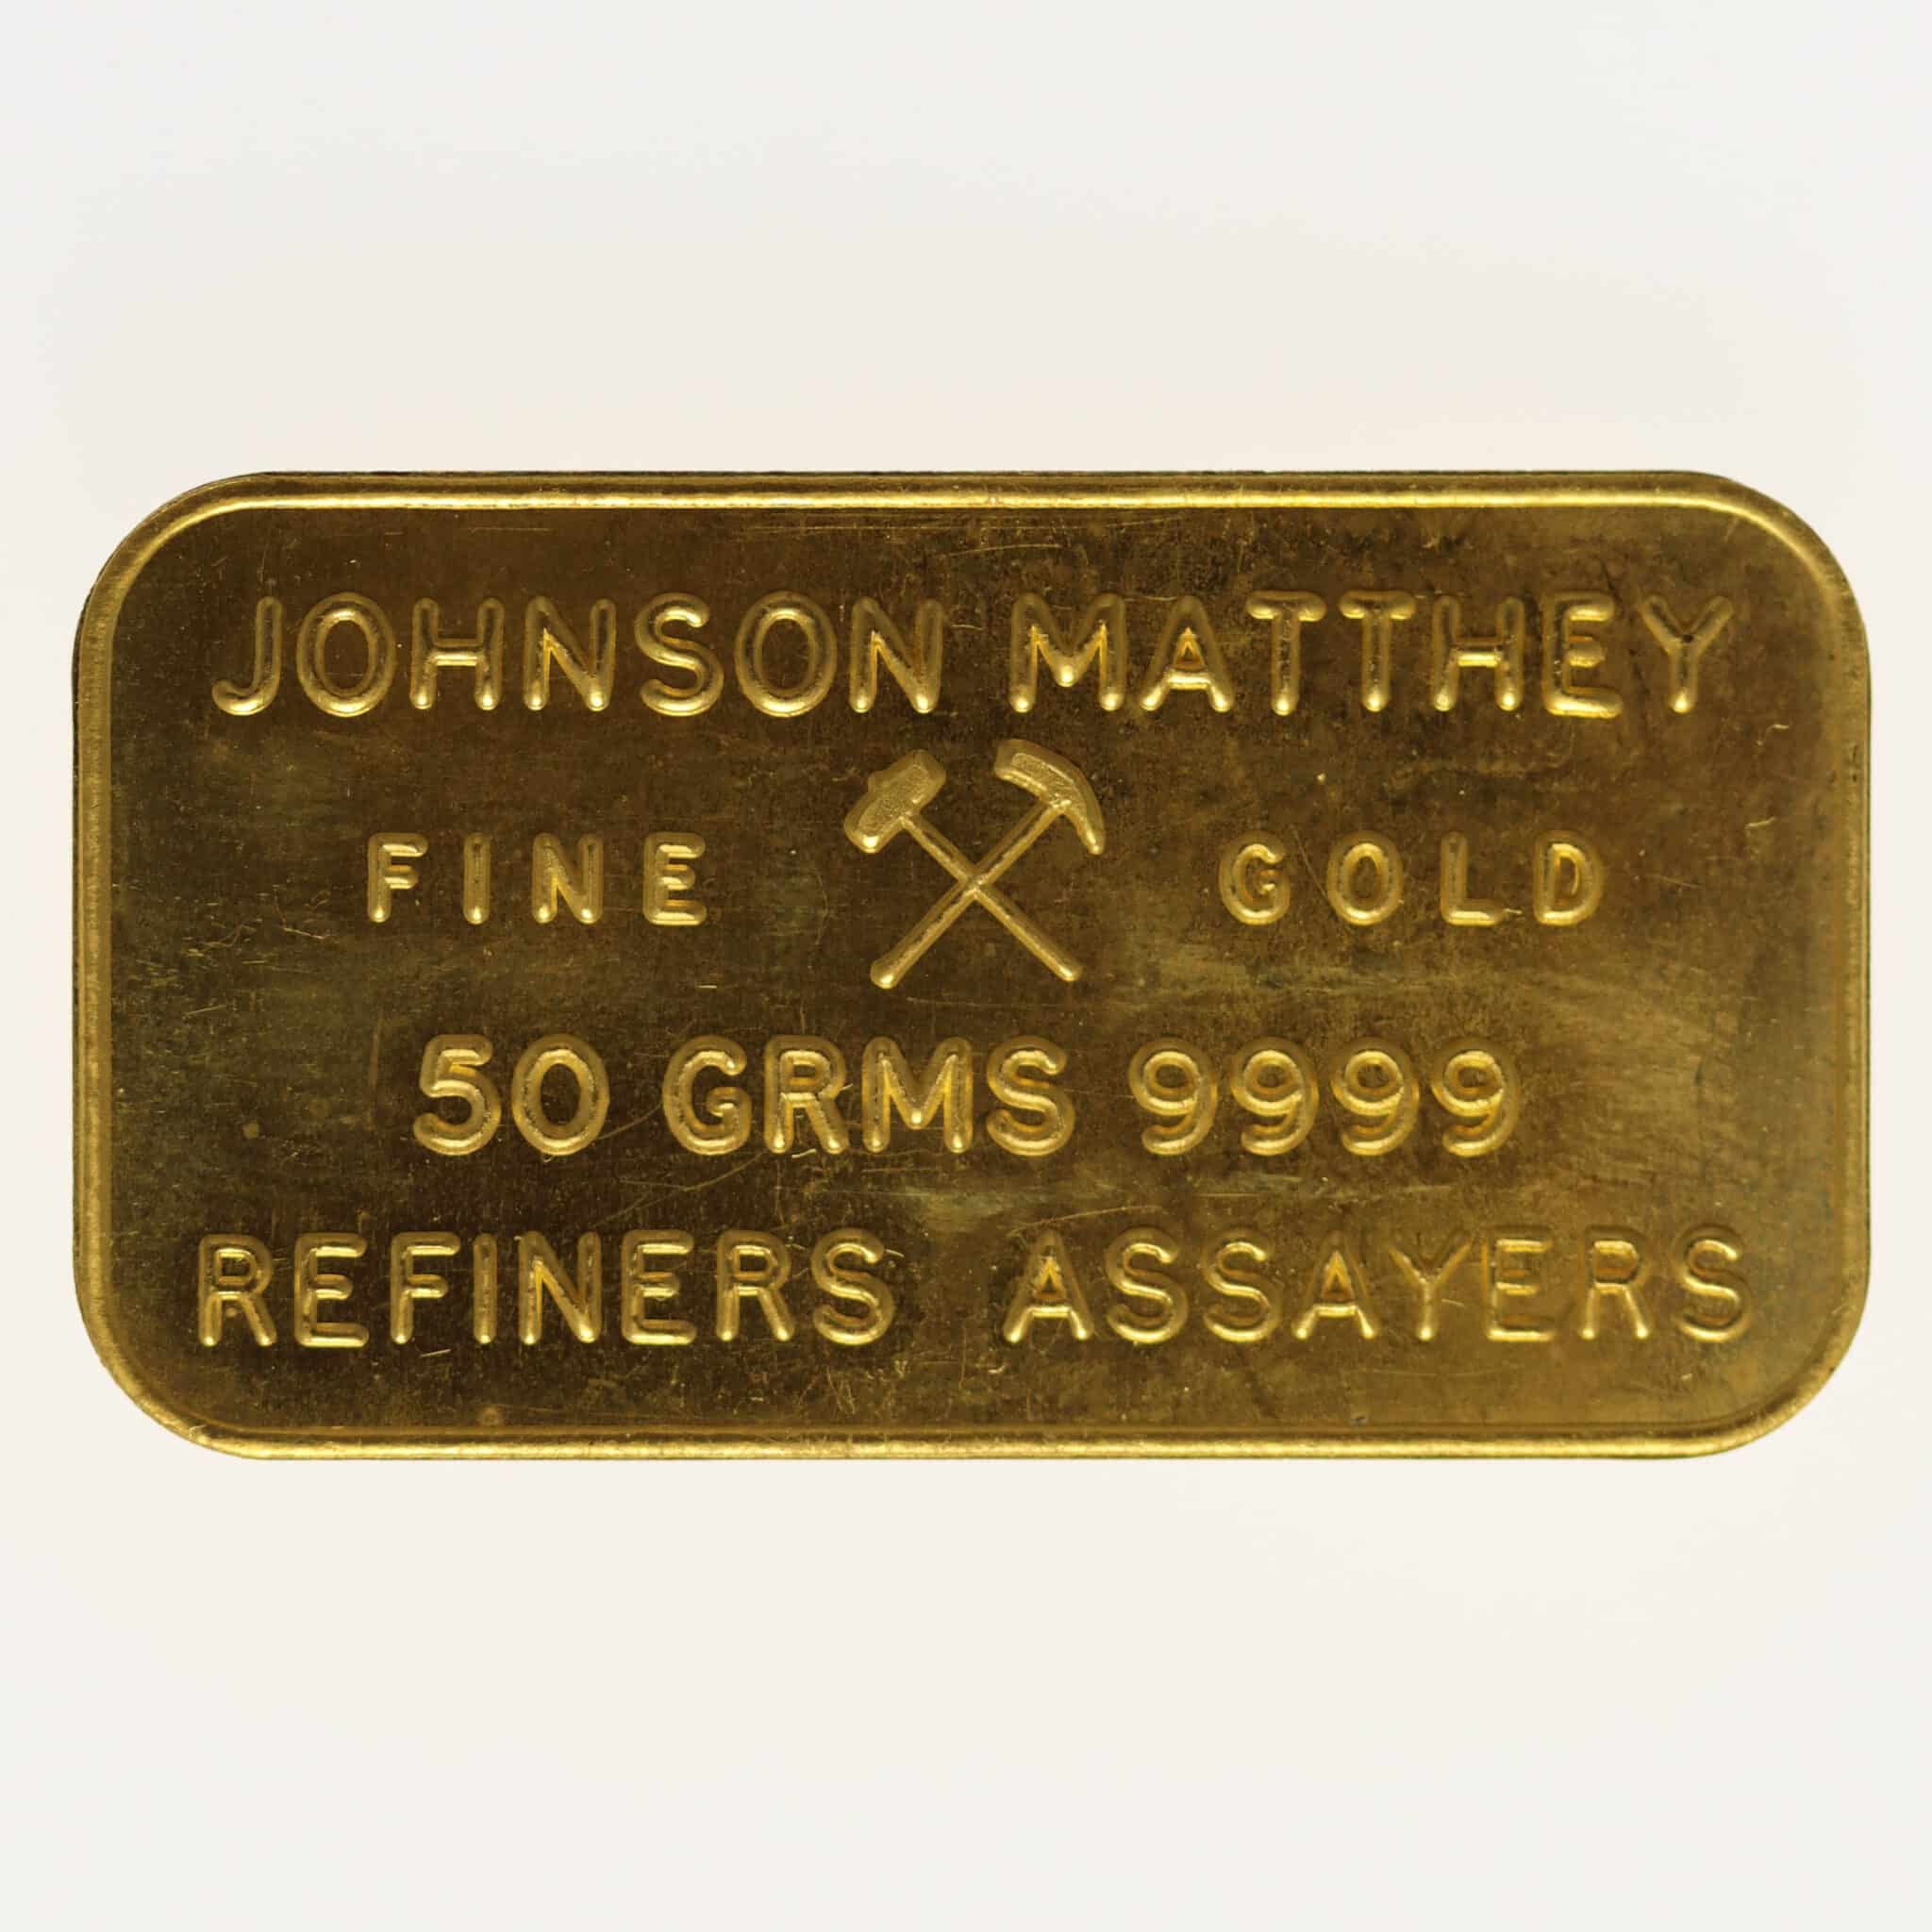 JOHNSON MATTHEY
FINE GOLD
50 GRMS 9999
REFINERS ASSAYERS